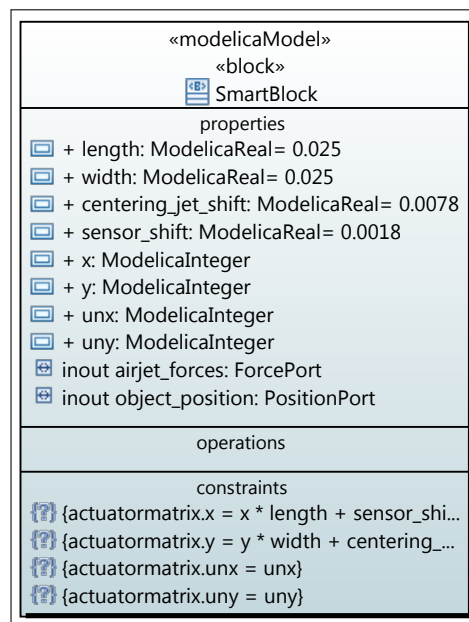 «modelicaModel»
«block»
SmartBlock
properties
+ length: ModelicaReal= 0.025
+ width: ModelicaReal= 0.025
+ centering_jet_shift: ModelicaReal= 0.0078
+ sensor_shift: ModelicaReal= 0.0018
+ x: ModelicaInteger
+ y: ModelicaInteger
+ unx: ModelicaInteger
+ uny: ModelicaInteger
inout airjet_forces: ForcePort
inout object_position: PositionPort
operations
constraints
{actuatormatrix.x = x * length + sensor_shi...
{actuatormatrix.y = y * width + centering_...
{actuatormatrix.unx = unx}
{actuatormatrix.uny = uny}